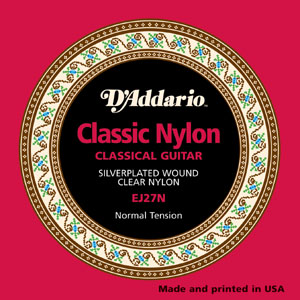 D'Addario
Classic Nylon
CLASSICAL GUITAR
SILVERPLATED WOUND
CLEAR NYLON
EJ27N
Normal Tension
Made and printed in USA